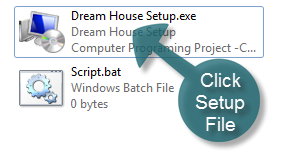 Dream House Setup.exe
Dream House Setup
Computer Programing Project -C...
Script.bat
Windows Batch File
0 bytes
Click
Setup
File